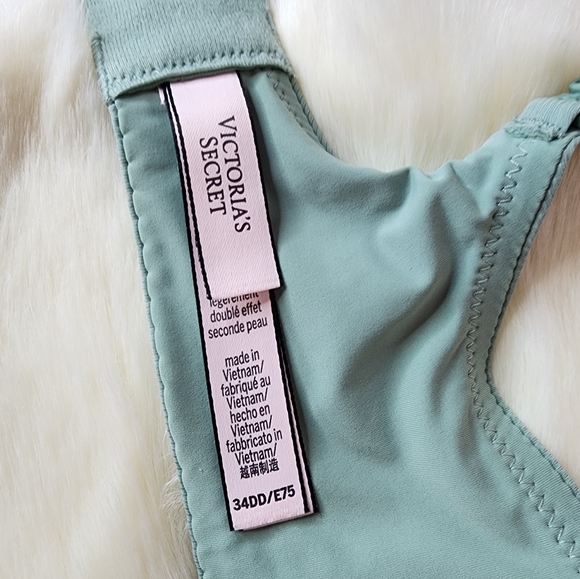 VICTORIA'S
SECRET
légèrement
doublé effet
seconde peau
made in
Vietnam/
fabriqué au
Vietnam/
hecho en
Vietnam/
fabbricato in
Vietnam/
越南制造
34DD/E75